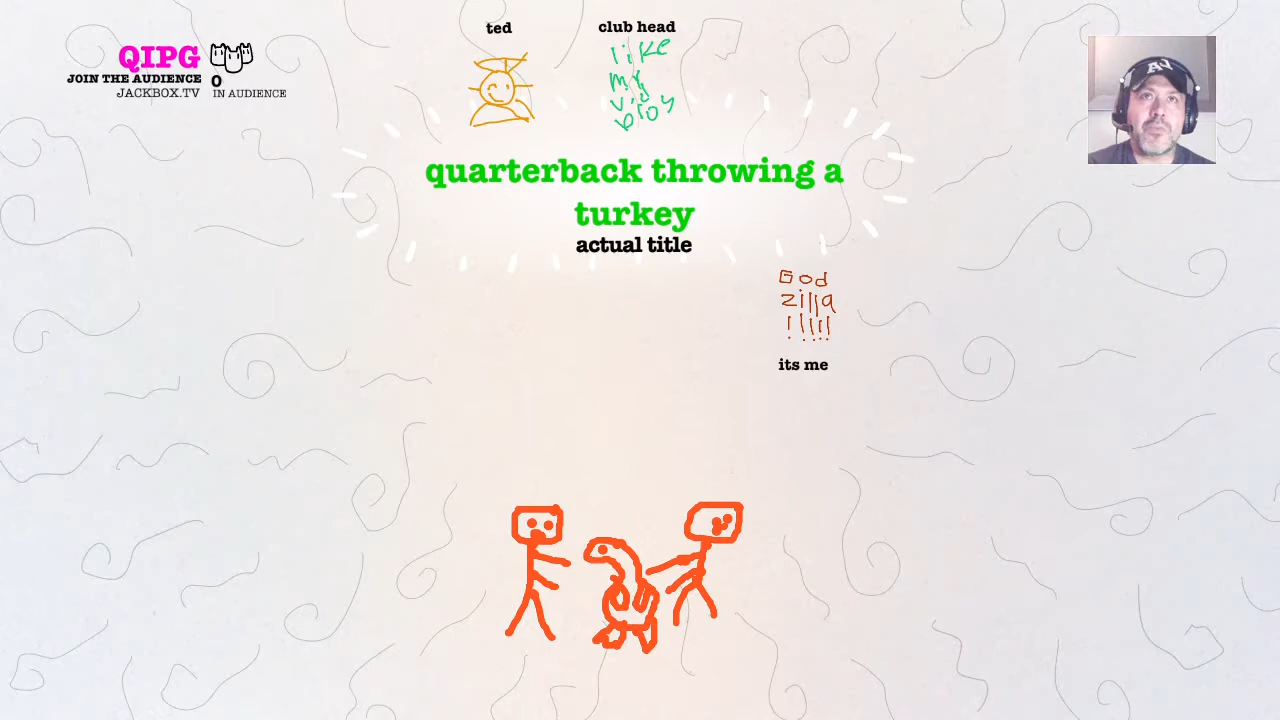 ted
club head
QIPG
JOIN THE AUDIENCE
0
JACKBOX.TV
IN AUDIENCE
like
my
vid
plos
quarterback throwing a
turkey
actual title
God
zilla
!!!!!
its me